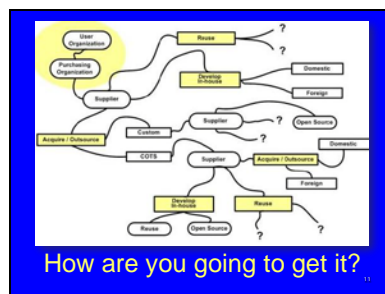 User
Organization
Purchasing
Organization
Supplier
Reuse
?
?
Develop
In-house
Domestic
Foreign
Acquire / Outsource
Custom
COTS
Supplier
?
?
Open Source
Supplier
Acquire / Outsource
Domestic
Foreign
Develop
In-house
Reuse
Open Source
Reuse
?
?
How are you going to get it?
11